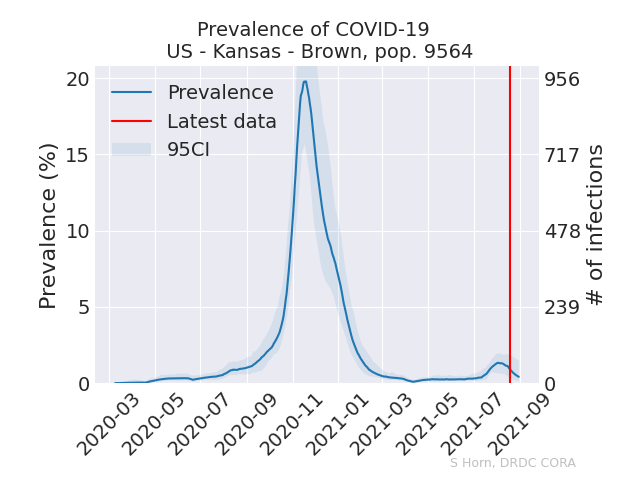 Prevalence of COVID-19
US - Kansas - Brown, pop. 9564
Prevalence
Latest data
95CI
Prevalence (%)
20
15
10
5
0
# of infections
956
717
478
239
0
2020-03
2020-05
2020-07
2020-09
2020-11
2021-01
2021-03
2021-05
2021-07
2021-09
S Horn, DRDC CORA